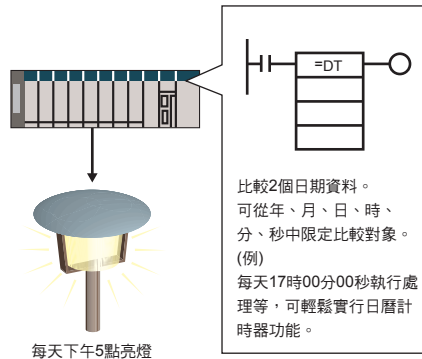 =DT
比較2個日期資料。
可從年、月、日、時、
分、秒中限定比較對象。
(例)
每天17時00分00秒執行處
理等，可輕鬆實行日曆計
時器功能。
每天下午5點亮燈